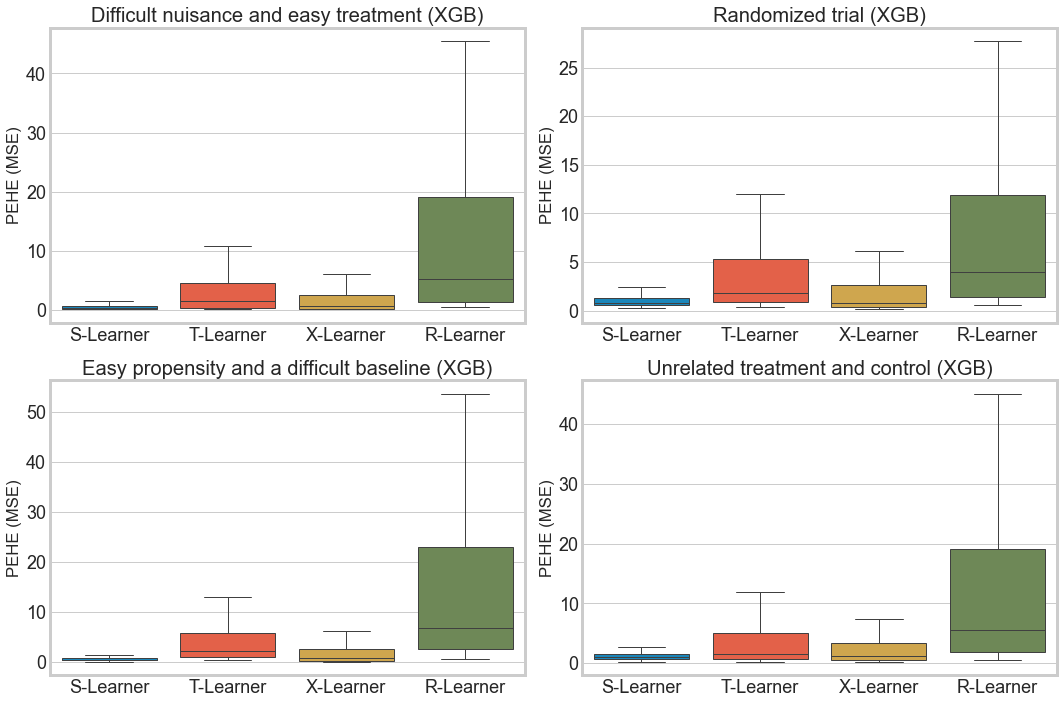 Difficult nuisance and easy treatment (XGB)
PEHE (MSE)
40
30
20
10
0
S-Learner T-Learner X-Learner R-Learner
Randomized trial (XGB)
PEHE (MSE)
25
20
15
10
5
0
S-Learner T-Learner X-Learner R-Learner
Easy propensity and a difficult baseline (XGB)
PEHE (MSE)
50
40
30
20
10
0
S-Learner T-Learner X-Learner R-Learner
Unrelated treatment and control (XGB)
PEHE (MSE)
40
30
20
10
0
S-Learner T-Learner X-Learner R-Learner